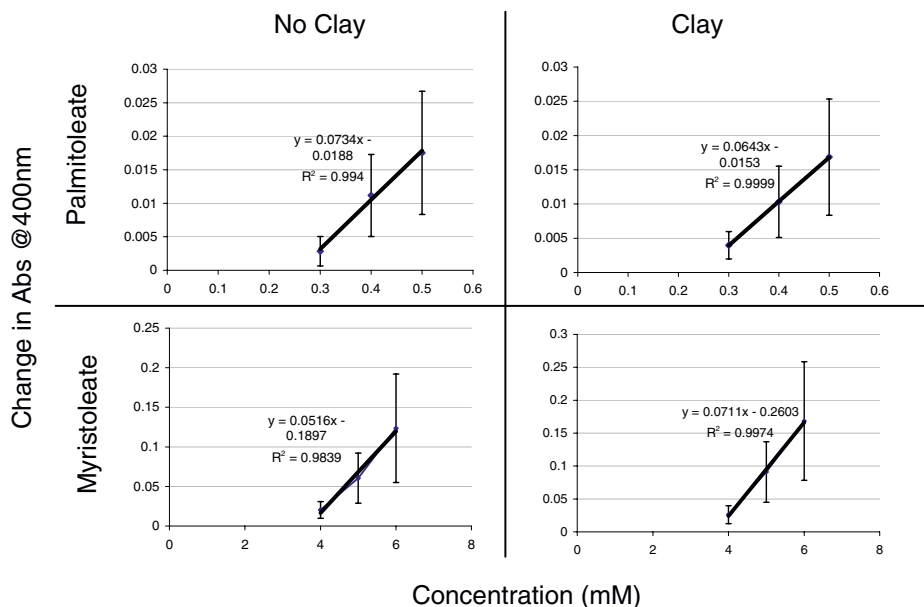 No Clay
Clay
Change in Abs @400nm
Palmitoleate
0.03
0.025
0.02
0.015
0.01
0.005
0
y = 0.0734x -
0.0188
R² = 0.994
0 0.1 0.2 0.3 0.4 0.5 0.6
0.03
0.025
0.02
0.015
0.01
0.005
0
y = 0.0643x -
0.0153
R² = 0.9999
0 0.1 0.2 0.3 0.4 0.5 0.6
Myristoleate
0.25
0.2
0.15
0.1
0.05
0
y = 0.0516x -
0.1897
R² = 0.9839
0 2 4 6 8
0.3
0.25
0.2
0.15
0.1
0.05
0
y = 0.0711x - 0.2603
R² = 0.9974
0 2 4 6 8
Concentration (mM)